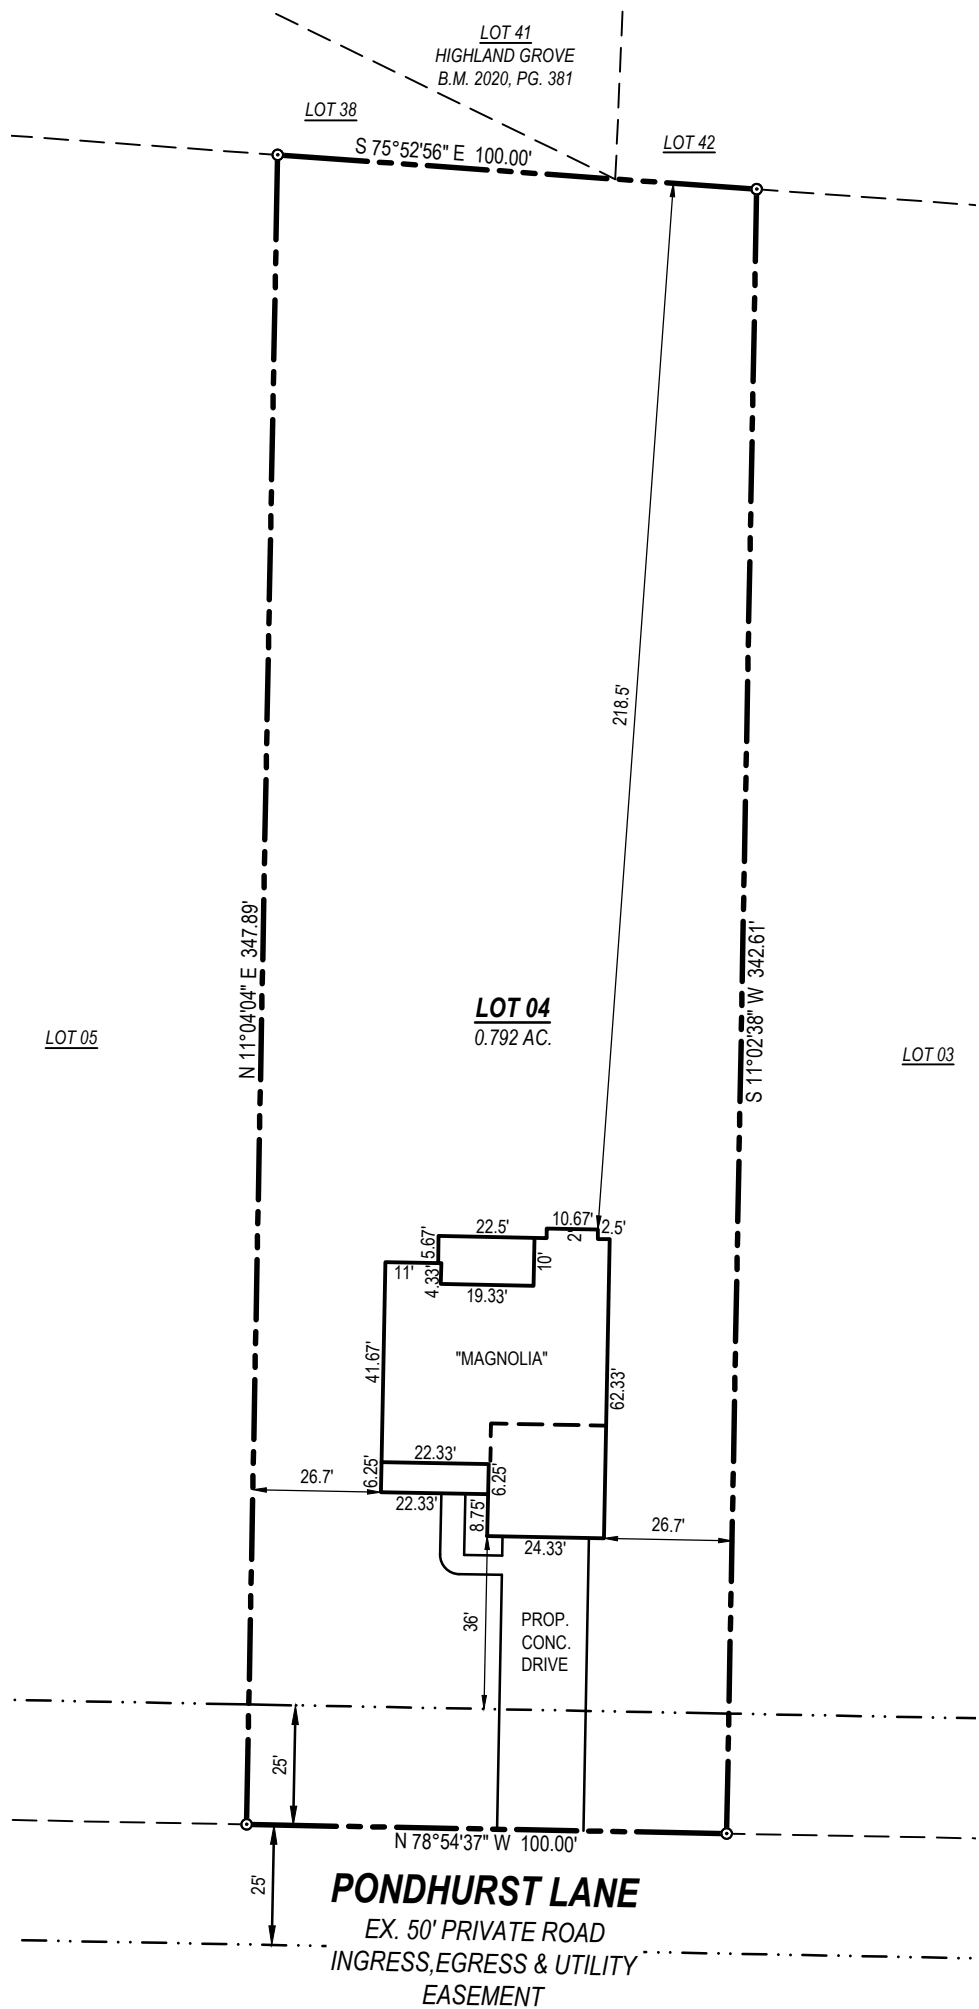 LOT 41
HIGHLAND GROVE
B.M. 2020, PG. 381
LOT 38
LOT 42
S 75°52'56" E 100.00'
218.5'
N 11°04'04" E 347.89'
S 11°02'38" W 342.61'
LOT 04
0.792 AC.
LOT 05
LOT 03
10.67'
22.5'
2'
2.5'
5.67'
10'
11'
4.33'
19.33'
"MAGNOLIA"
41.67'
62.33'
22.33'
6.25'
6.25'
26.7'
22.33'
8.75'
26.7'
24.33'
36'
PROP.
CONC.
DRIVE
25'
N 78°54'37" W 100.00'
25'
PONDHURST LANE
EX. 50' PRIVATE ROAD
INGRESS,EGRESS & UTILITY
EASEMENT